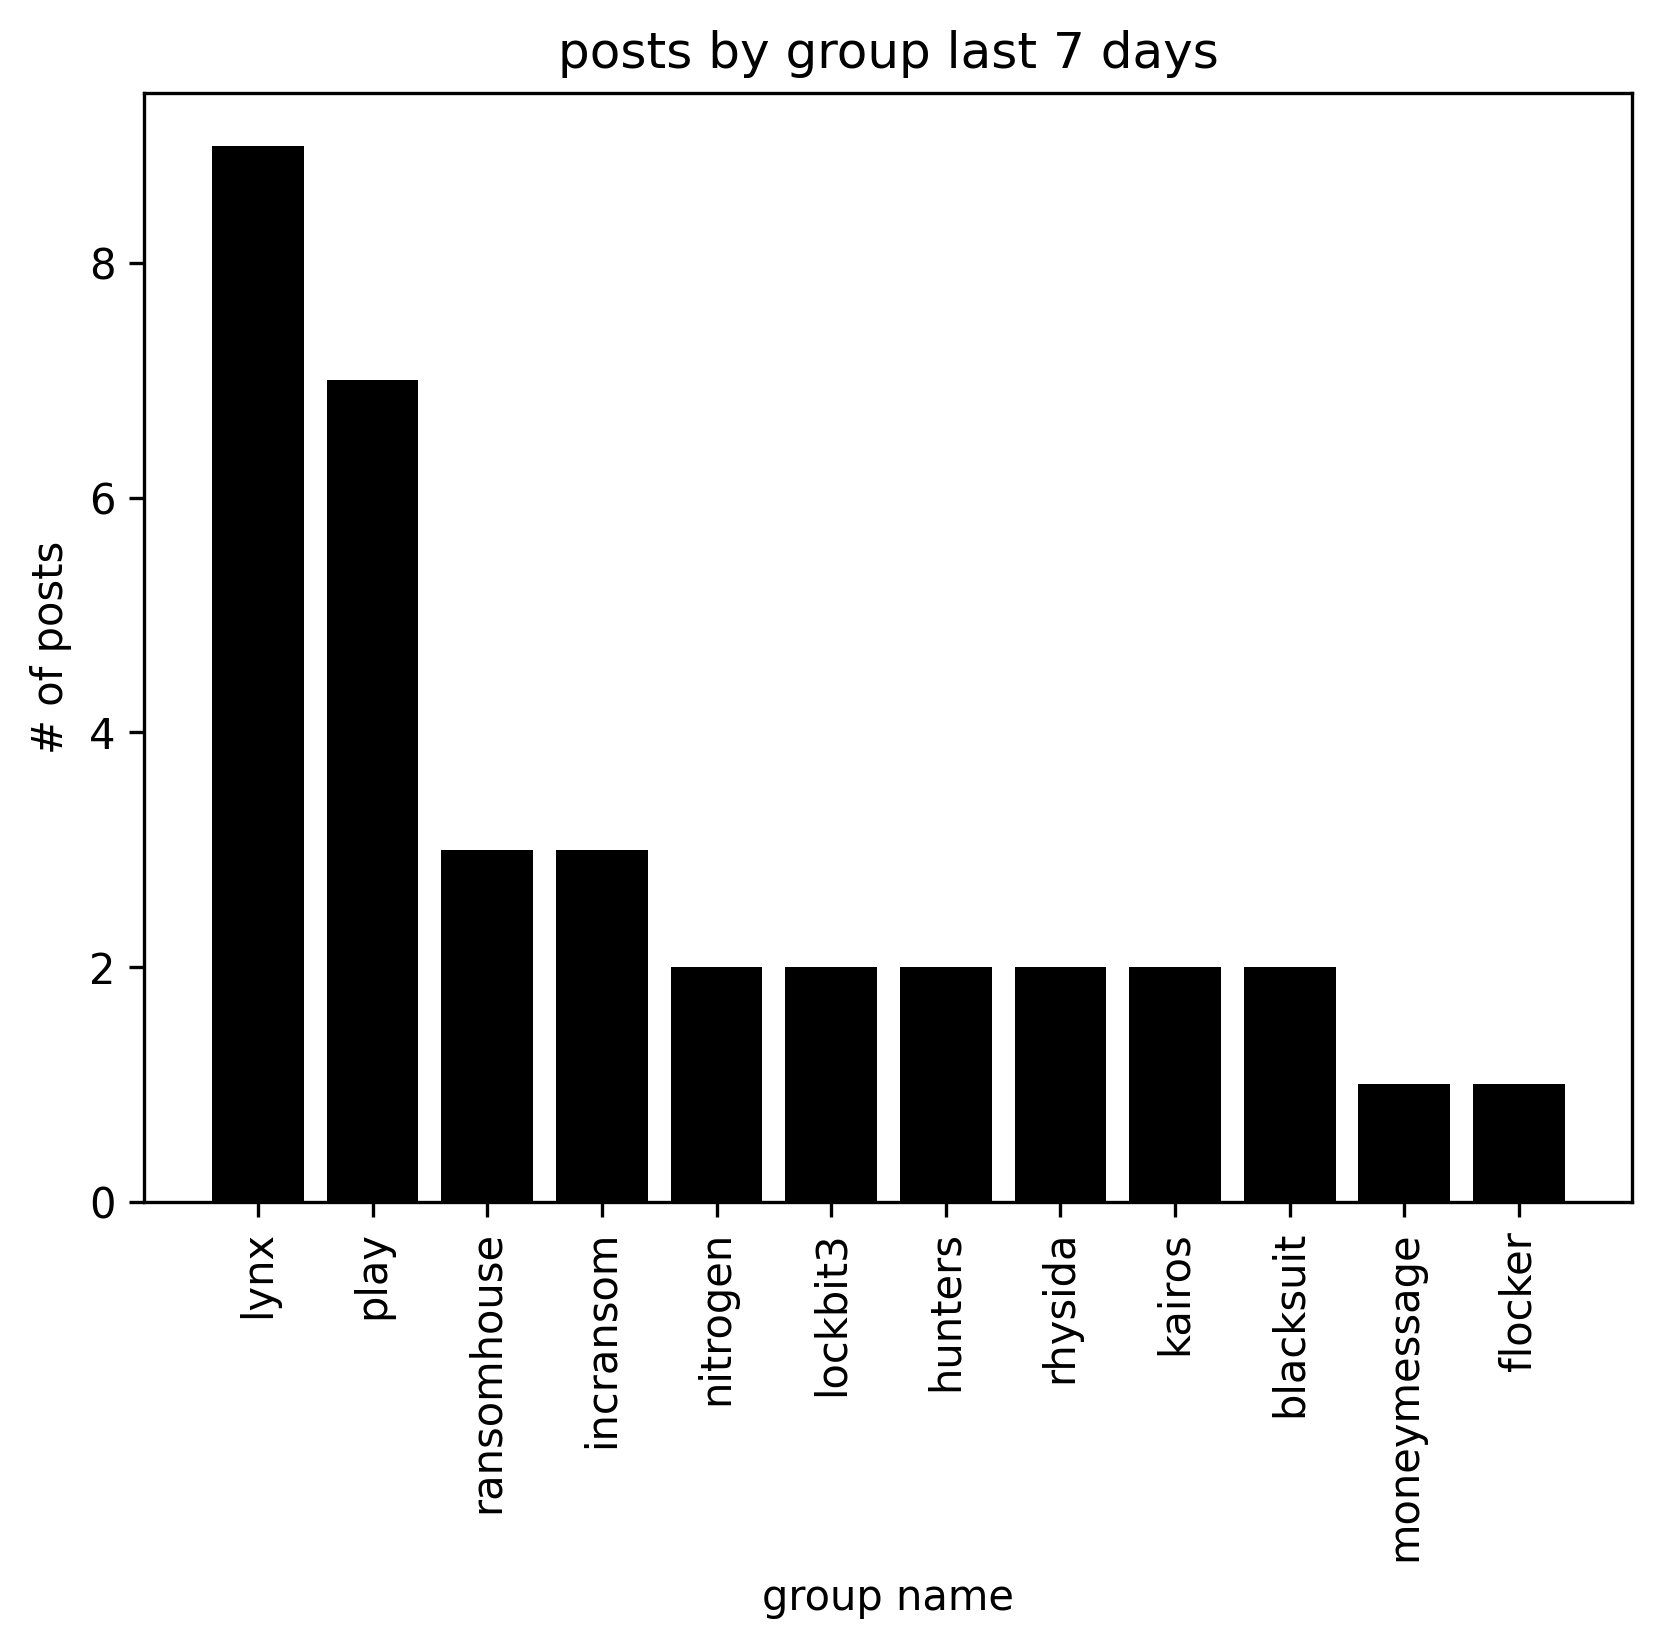 posts by group last 7 days
# of posts
8
6
4
2
0
lynx
play
ransomhouse
incransom
nitrogen
lockbit3
hunters
rhysida
kairos
blacksuit
moneymessage
flocker
group name